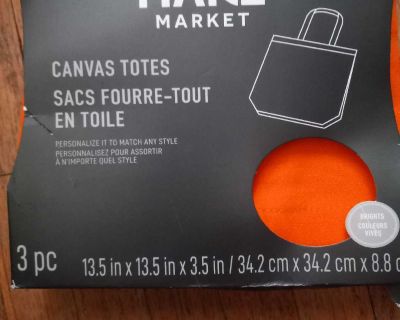 MARKET
CANVAS TOTES
SACS FOURRE-TOUT
EN TOILE
PERSONALIZE IT TO MATCH ANY STYLE
PERSONNALISEZ POUR ASSORTIR
À N'IMPORTE QUEL STYLE
BRIGHTS
COULEURS
VIVES
3 pc
13.5 in x 13.5 in x 3.5 in / 34.2 cm x 34.2 cm x 8.8 c